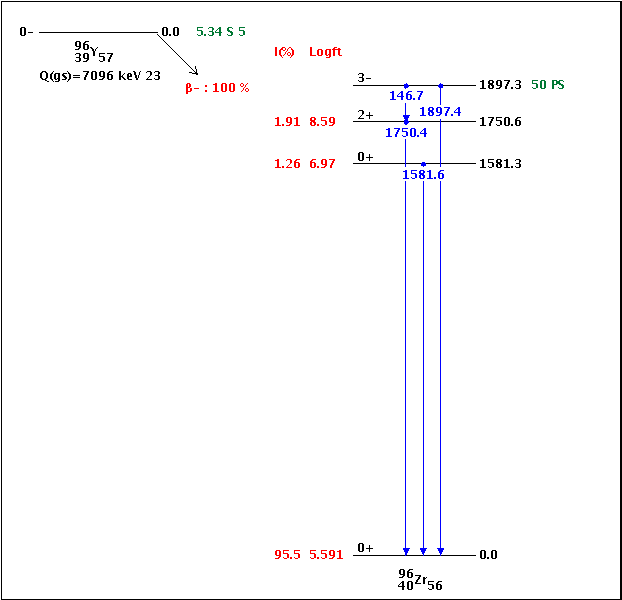 0− 0.0 5.34 S 5
96
39Y57
Q(gs)=7096 keV 23
β− : 100 %
I(%) Logft
3− 1897.3 50 PS
146.7
1897.4
1.91 8.59 2+ 1750.6
1750.4
1.26 6.97 0+ 1581.3
1581.6
95.5 5.591 0+ 0.0
96
40Zr56